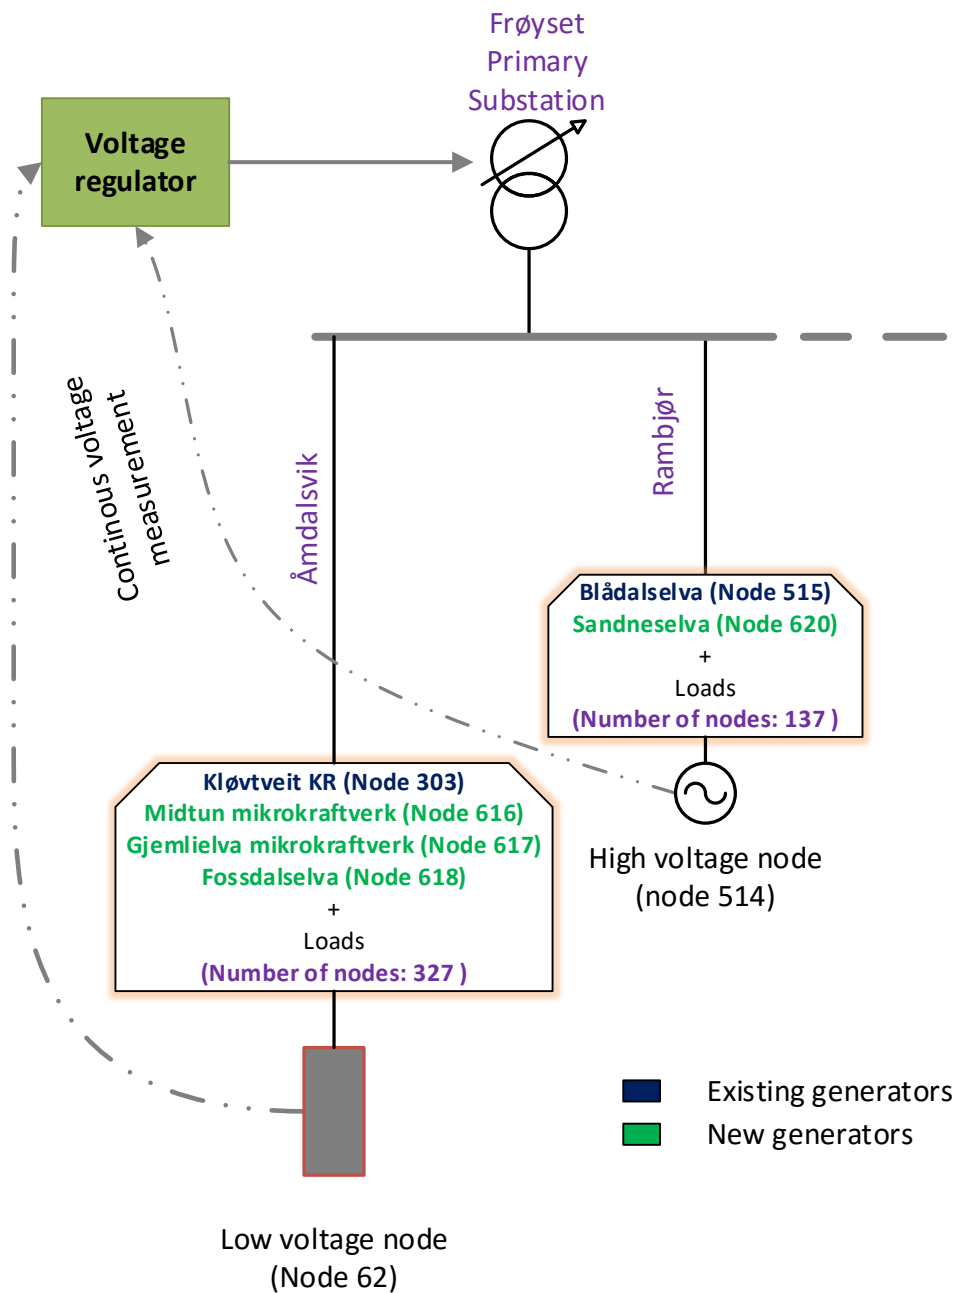 Frøyset
Primary
Substation
Voltage
regulator
Continous voltage
measurement
Åmdalsvik
Rambjør
Blådalselva (Node 515)
Sandneselva (Node 620)
+
Loads
(Number of nodes: 137 )
Kløvtveit KR (Node 303)
Midtun mikrokraftverk (Node 616)
Gjemlielva mikrokraftverk (Node 617)
Fossdalselva (Node 618)
+
Loads
(Number of nodes: 327 )
High voltage node
(node 514)
Existing generators
New generators
Low voltage node
(Node 62)